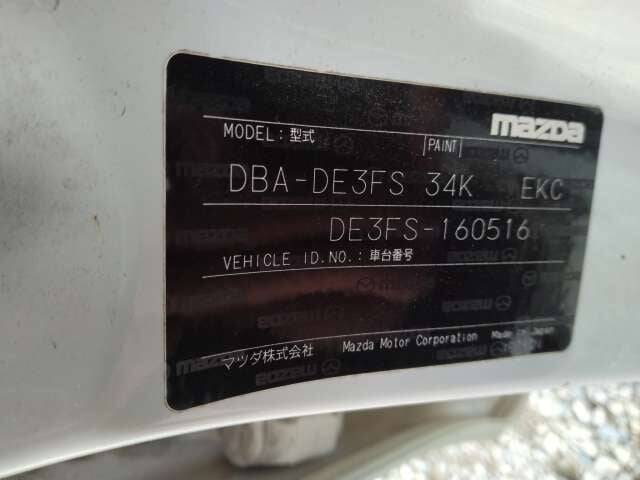 mazda
MODEL: 型式 PAINT
DBA-DE3FS 34K EKC
DE3FS-160516
VEHICLE ID.NO.: 車台番号
マツダ株式会社 Mazda Motor Corporation Made in Japan